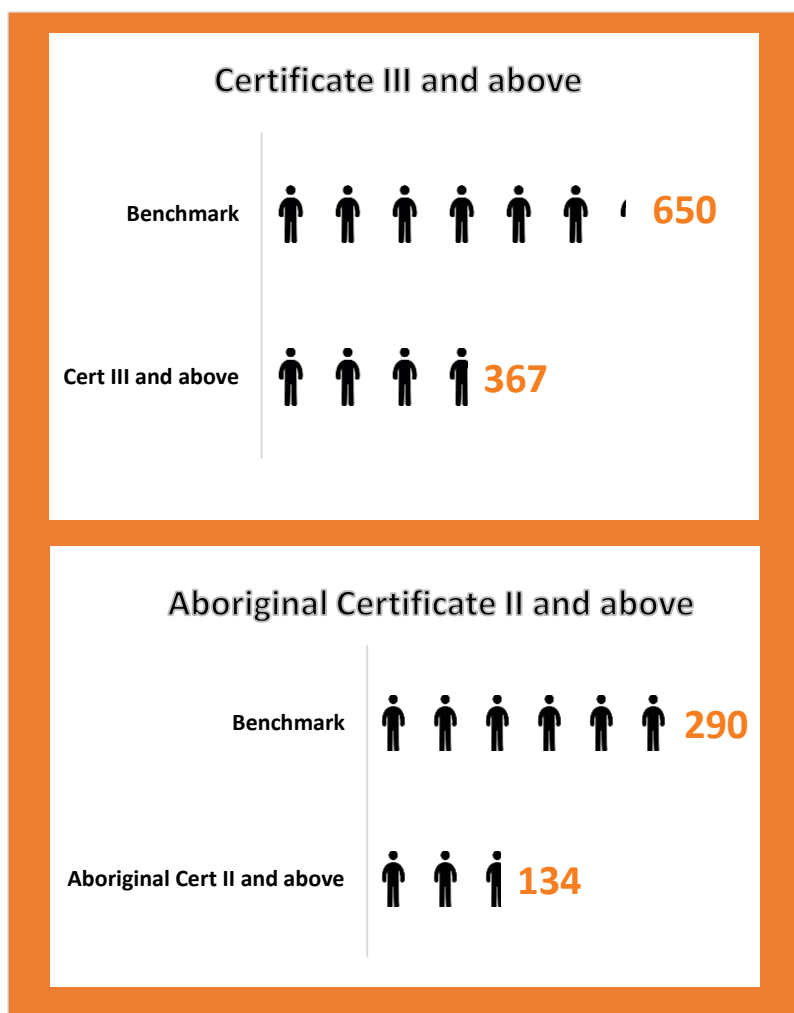 Certificate III and above
Benchmark 650
Cert III and above 367
Aboriginal Certificate II and above
Benchmark 290
Aboriginal Cert II and above 134